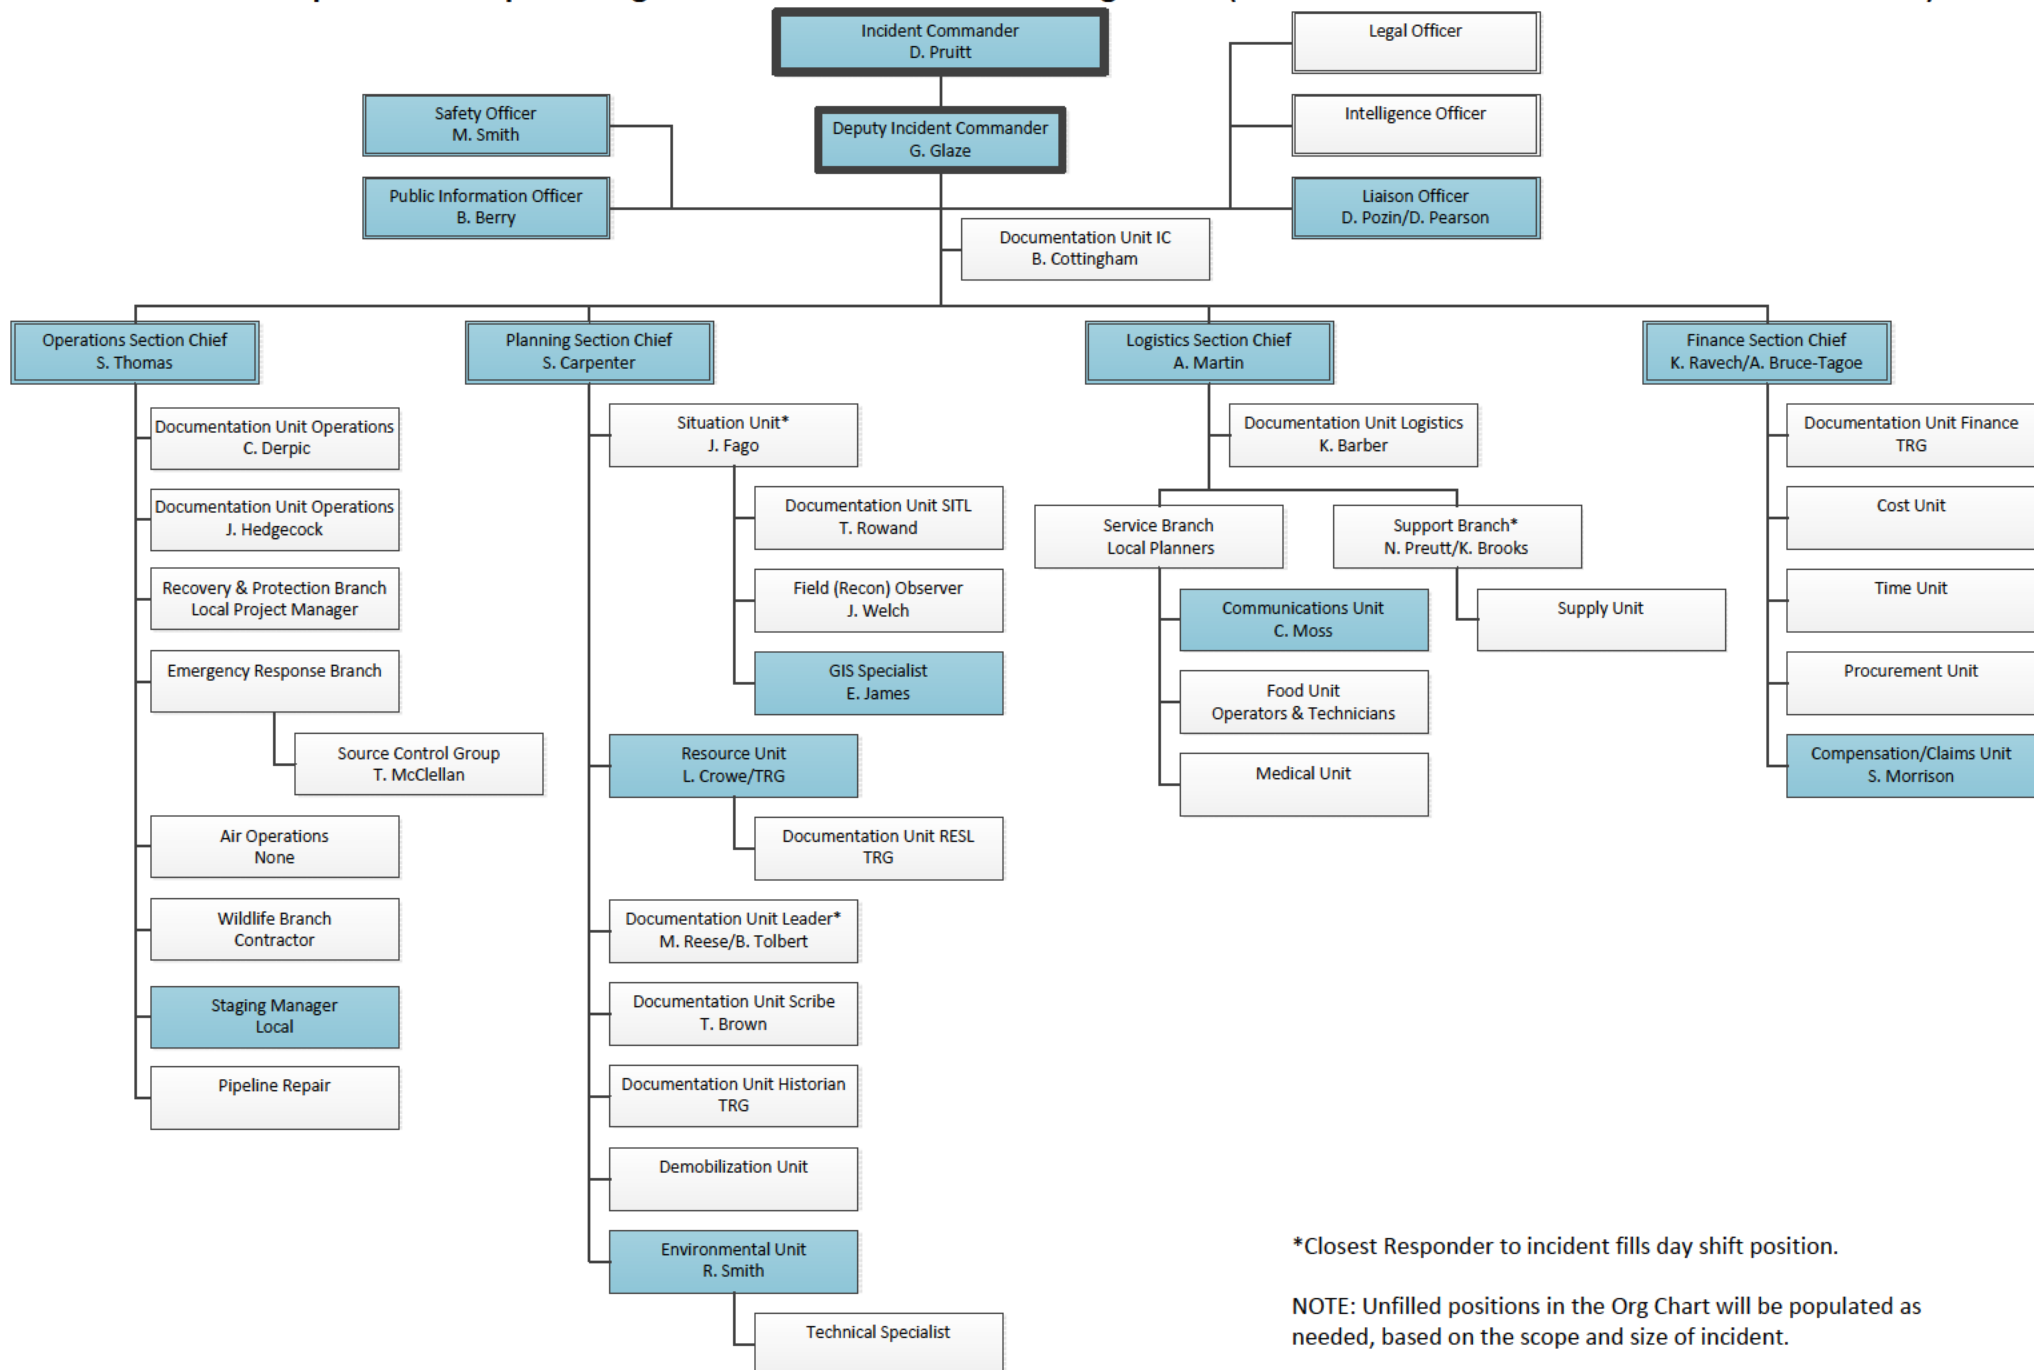 Incident Commander
D. Pruitt
Legal Officer
Safety Officer
M. Smith
Deputy Incident Commander
G. Glaze
Intelligence Officer
Public Information Officer
B. Berry
Liaison Officer
D. Pozin/D. Pearson
Documentation Unit IC
B. Cottingham
Operations Section Chief
S. Thomas
Planning Section Chief
S. Carpenter
Logistics Section Chief
A. Martin
Finance Section Chief
K. Ravech/A. Bruce-Tagoe
Documentation Unit Operations
C. Derpic
Documentation Unit Operations
J. Hedgecock
Recovery & Protection Branch
Local Project Manager
Emergency Response Branch
Source Control Group
T. McClellan
Air Operations
None
Wildlife Branch
Contractor
Staging Manager
Local
Pipeline Repair
Situation Unit*
J. Fago
Documentation Unit SITL
T. Rowand
Field (Recon) Observer
J. Welch
GIS Specialist
E. James
Resource Unit
L. Crowe/TRG
Documentation Unit RESL
TRG
Documentation Unit Leader*
M. Reese/B. Tolbert
Documentation Unit Scribe
T. Brown
Documentation Unit Historian
TRG
Demobilization Unit
Environmental Unit
R. Smith
Technical Specialist
Documentation Unit Logistics
K. Barber
Service Branch
Local Planners
Support Branch*
N. Preutt/K. Brooks
Communications Unit
C. Moss
Food Unit
Operators & Technicians
Medical Unit
Supply Unit
Documentation Unit Finance
TRG
Cost Unit
Time Unit
Procurement Unit
Compensation/Claims Unit
S. Morrison
*Closest Responder to incident fills day shift position.
NOTE: Unfilled positions in the Org Chart will be populated as
needed, based on the scope and size of incident.